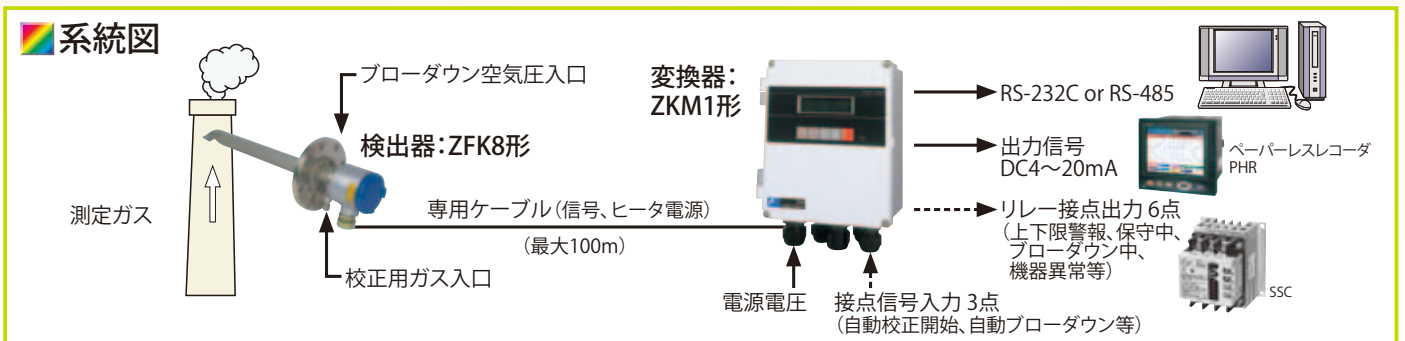 系統図
ブローダウン空気圧入口
検出器：ZFK8形
測定ガス
校正用ガス入口
専用ケーブル（信号、ヒータ電源）
（最大100m）
変換器：
ZKM1形
電源電圧
接点信号入力 3点
（自動校正開始、自動ブローダウン等）
RS-232C or RS-485
出力信号
DC4～20mA
ペーパーレスレコーダ
PHR
リレー接点出力 6点
（上下限警報、保守中、
ブローダウン中、
機器異常等）
SSC